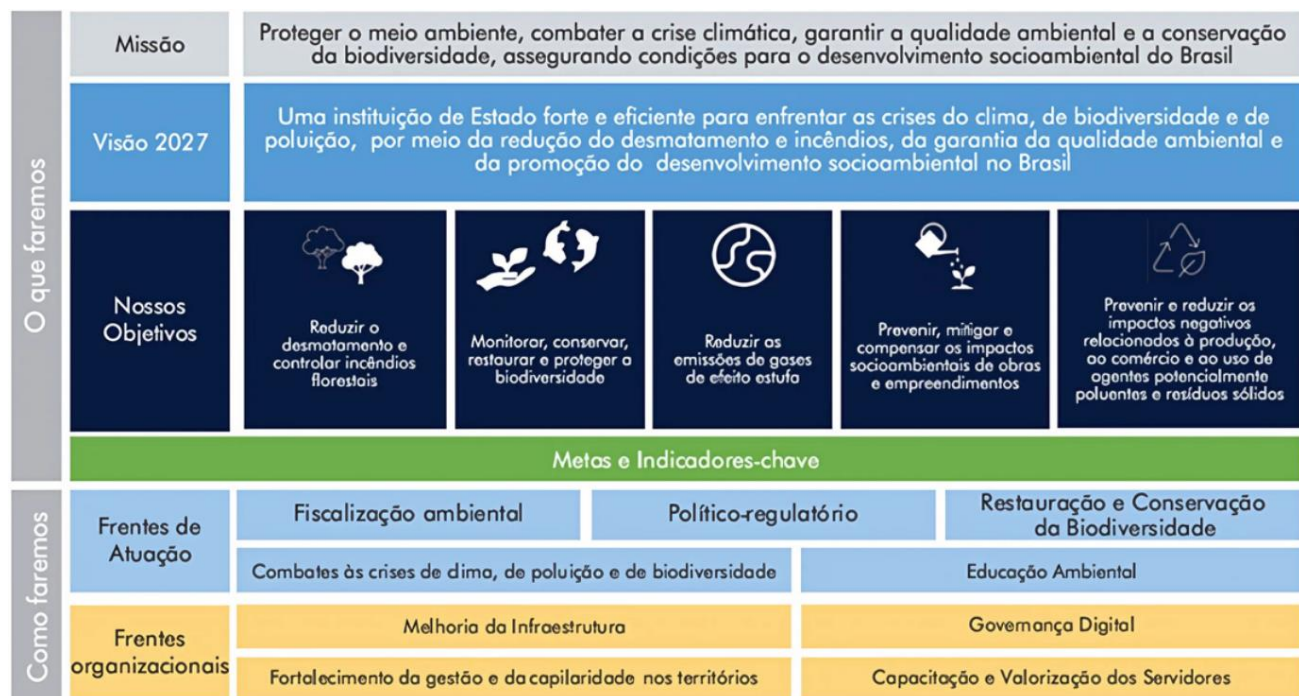 O que faremos
Missão
Proteger o meio ambiente, combater a crise climática, garantir a qualidade ambiental e a conservação
da biodiversidade, assegurando condições para o desenvolvimento socioambiental do Brasil
Visão 2027
Uma instituição de Estado forte e eficiente para enfrentar as crises do clima, de biodiversidade e de
poluição, por meio da redução do desmatamento e incêndios, da garantia da qualidade ambiental e
da promoção do desenvolvimento socioambiental no Brasil
Nossos
Objetivos
Reduzir o
desmatamento e
controlar incêndios
florestais
Monitorar, conservar,
restaurar e proteger a
biodiversidade
Reduzir as
emissões de gases
de efeito estufa
Prevenir, mitigar e
compensar os impactos
socioambientais de obras
e empreendimentos
Prevenir e reduzir os
impactos negativos
relacionados à produção,
ao comércio e ao uso de
agentes potencialmente
poluentes e resíduos sólidos
Metas e Indicadores-chave
Como faremos
Frentes de
Atuação
Fiscalização ambiental
Político-regulatório
Restauração e Conservação
da Biodiversidade
Combates às crises de clima, de poluição e de biodiversidade
Educação Ambiental
Frentes
organizacionais
Melhoria da Infraestrutura
Governança Digital
Fortalecimento da gestão e da capilaridade nos territórios
Capacitação e Valorização dos Servidores